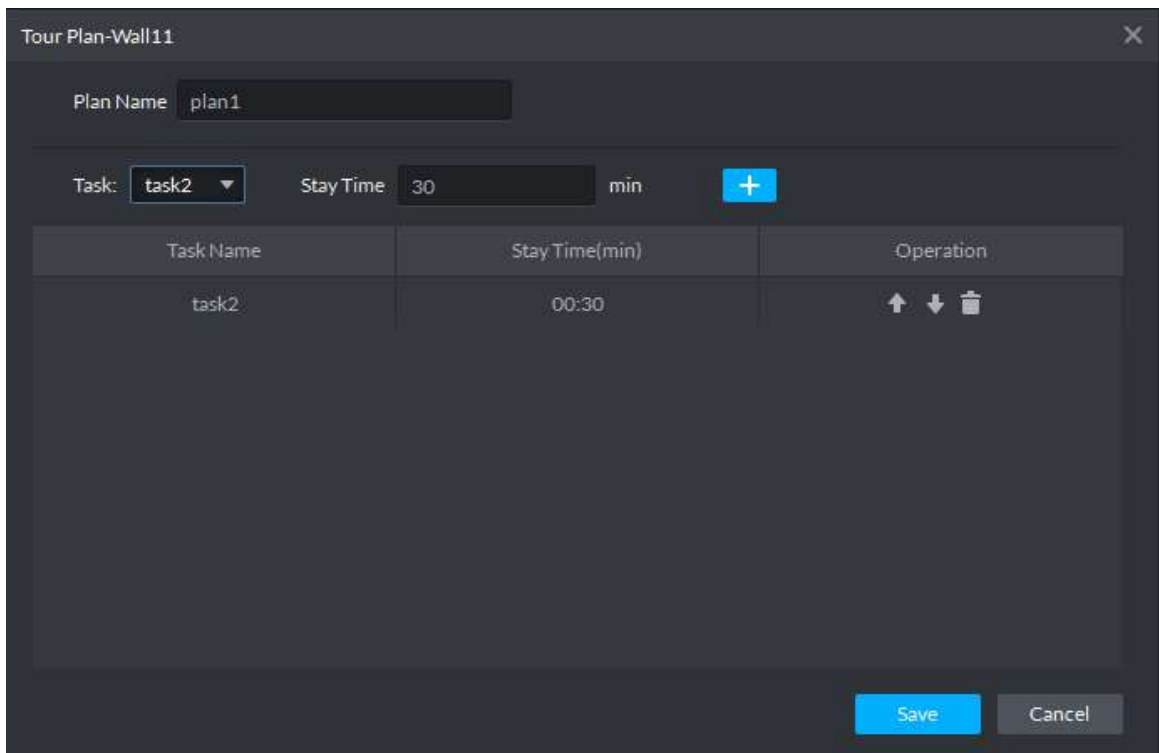 Tour Plan-Wall11
Plan Name plan1
Task: task2 Stay Time 30 min
Task Name Stay Time(min) Operation
task2 00:30
Save Cancel